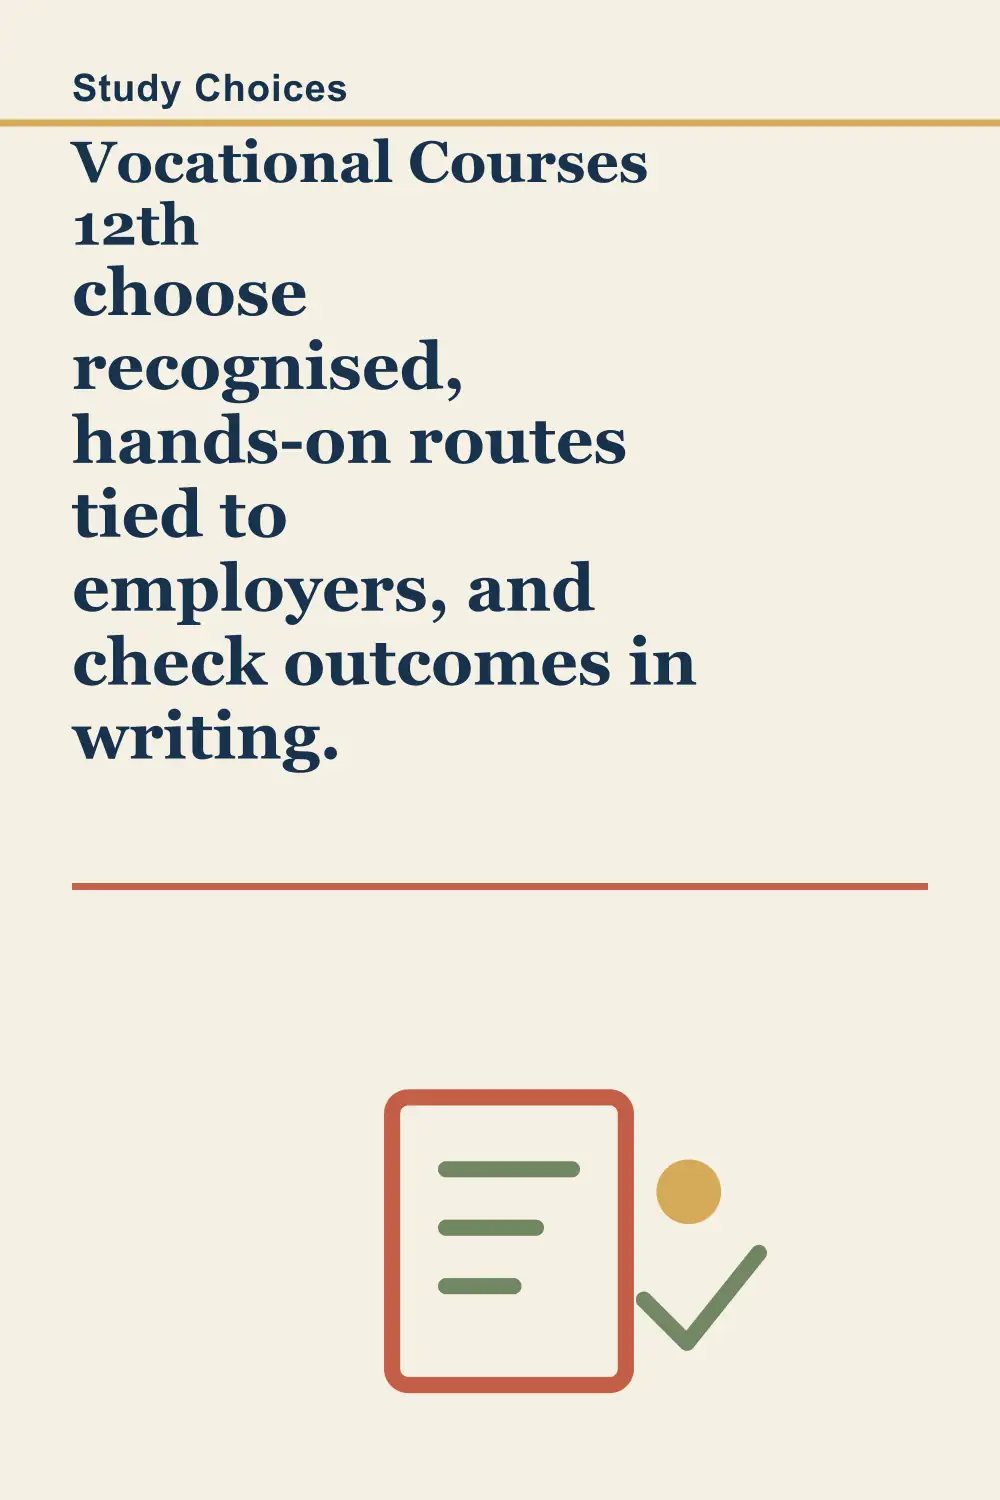 Study Choices
Vocational Courses
12th
choose
recognised,
hands-on routes
tied to
employers, and
check outcomes in
writing.